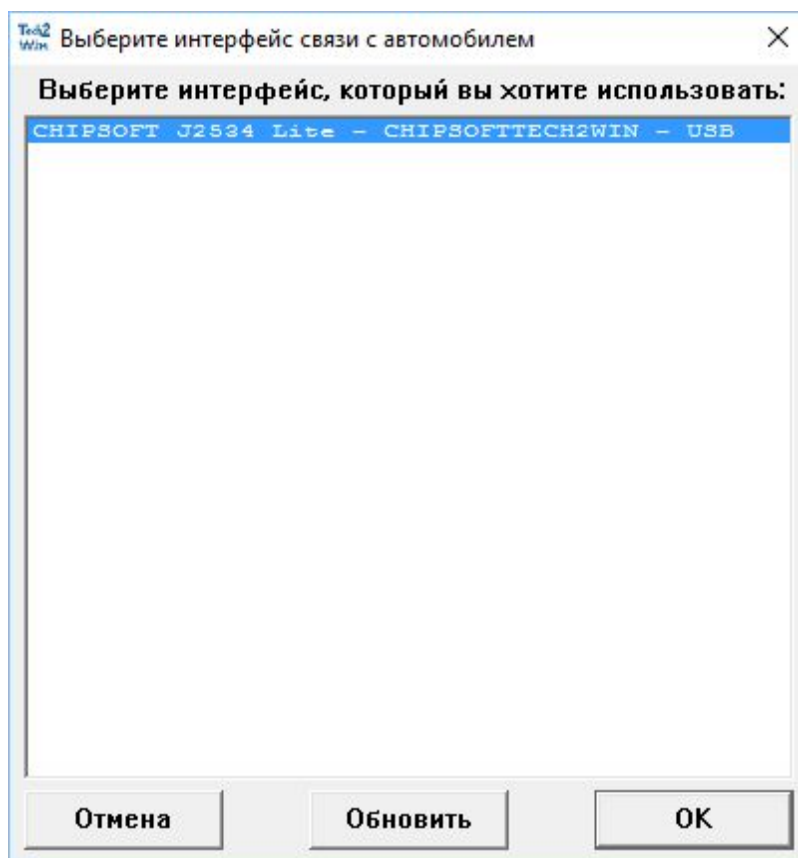 Tech2 Win Выберите интерфейс связи с автомобилем
Выберите интерфейс, который вы хотите использовать:
CHIPSOFT J2534 Lite - CHIPSOFTTECH2WIN - USB
Отмена Обновить OK